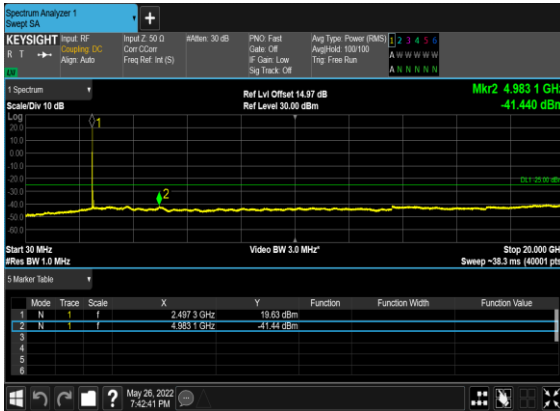 Spectrum Analyzer 1
Swept SA
+
KEYSIGHT Input: RF Input Z: 50 Ω #Atten: 30 dB PNO: Fast Avg Type: Power (RMS) 1 2 3 4 5 6
R T Coupling: DC Corr CCorr Gate: Off Avg|Hold: 100/100 A W W W W W
Align: Auto Freq Ref: Int (S) IF Gain: Low Trig: Free Run
LXI Sig Track: Off A N N N N N
1 Spectrum Ref Lvl Offset 14.97 dB Mkr2 4.983 1 GHz
Scale/Div 10 dB Ref Level 30.00 dBm -41.440 dBm
Log
1
20.0
10.0
0.00
-10.0
-20.0
DL1 -25.00 dBm
-30.0
2
-40.0
-50.0
-60.0
Start 30 MHz Video BW 3.0 MHz* Stop 20.000 GHz
#Res BW 1.0 MHz Sweep ~38.3 ms (40001 pts)
5 Marker Table
Mode Trace Scale X Y Function Function Width Function Value
1 N 1 f 2.497 3 GHz 19.63 dBm
2 N 1 f 4.983 1 GHz -41.44 dBm
3
4
5
6
? May 26, 2022
7:42:41 PM